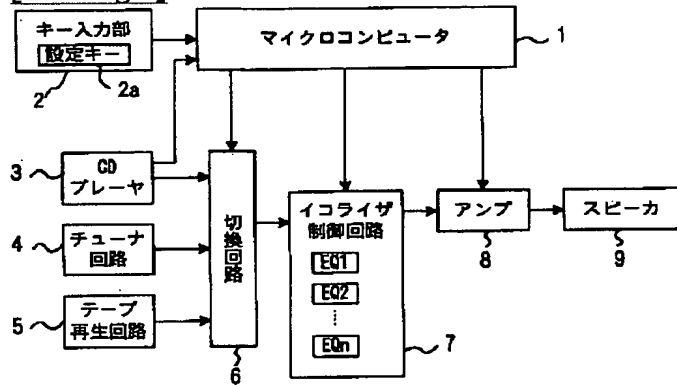 キー入力部
設定キー
2
2a
マイクロコンピュータ
1
3
CD
プレーヤ
4
チューナ
回路
5
テープ
再生回路
切換回路
6
イコライザ
制御回路
EQ1
EQ2
EQn
7
アンプ
8
スピーカ
9